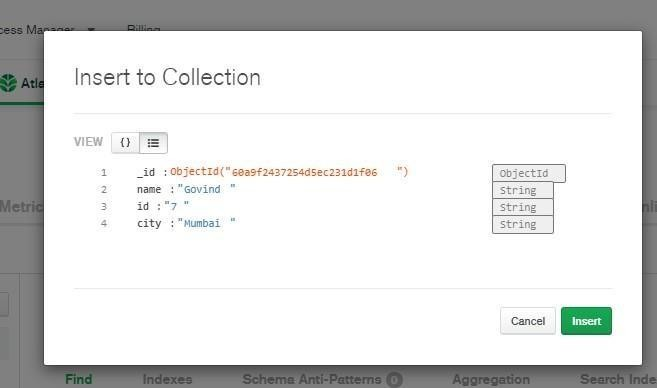 Access Manager Billing
Insert to Collection
Atla
VIEW {}
1 _id :ObjectId("60a9f2437254d5ec231d1f06 ") ObjectId
2 name :"Govind " String
3 id :"7 " String
4 city :"Mumbai " String
Metric
Cancel Insert
Find Indexes Schema Anti-Patterns 0 Aggregation Search Inde